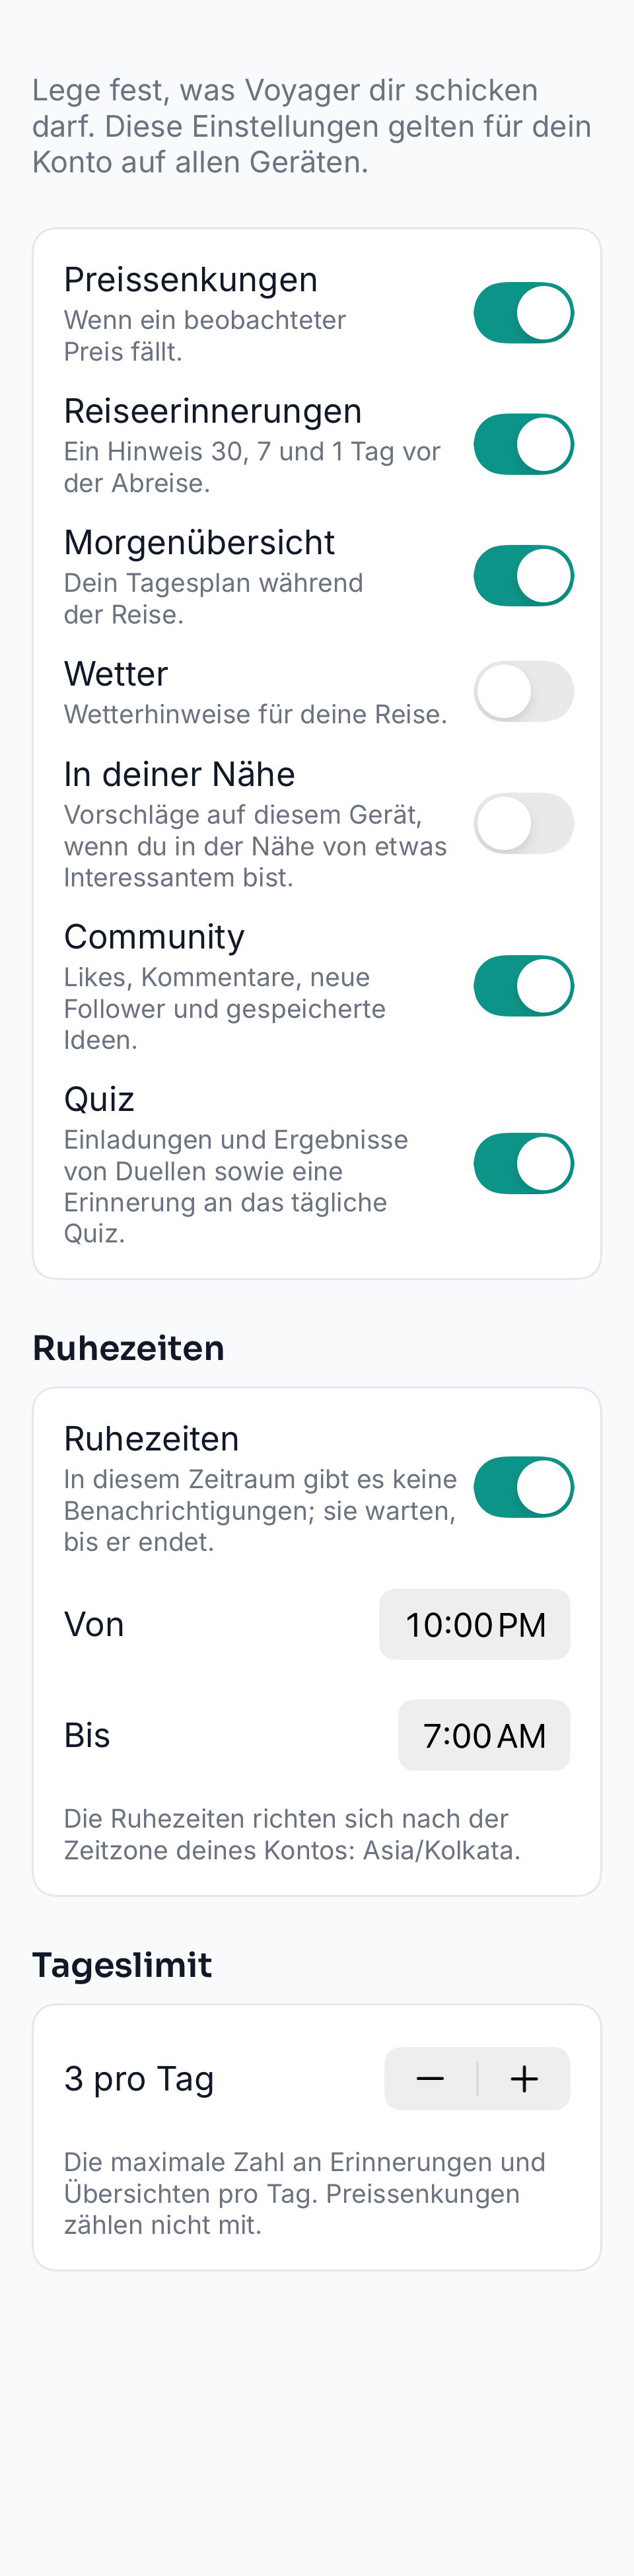 Lege fest, was Voyager dir schicken
darf. Diese Einstellungen gelten für dein
Konto auf allen Geräten.
Preissenkungen
Wenn ein beobachteter
Preis fällt.
Reiseerinnerungen
Ein Hinweis 30, 7 und 1 Tag vor
der Abreise.
Morgenübersicht
Dein Tagesplan während
der Reise.
Wetter
Wetterhinweise für deine Reise.
In deiner Nähe
Vorschläge auf diesem Gerät,
wenn du in der Nähe von etwas
Interessantem bist.
Community
Likes, Kommentare, neue
Follower und gespeicherte
Ideen.
Quiz
Einladungen und Ergebnisse
von Duellen sowie eine
Erinnerung an das tägliche
Quiz.
Ruhezeiten
Ruhezeiten
In diesem Zeitraum gibt es keine
Benachrichtigungen; sie warten,
bis er endet.
Von 10:00 PM
Bis 7:00 AM
Die Ruhezeiten richten sich nach der
Zeitzone deines Kontos: Asia/Kolkata.
Tageslimit
3 pro Tag
Die maximale Zahl an Erinnerungen und
Übersichten pro Tag. Preissenkungen
zählen nicht mit.